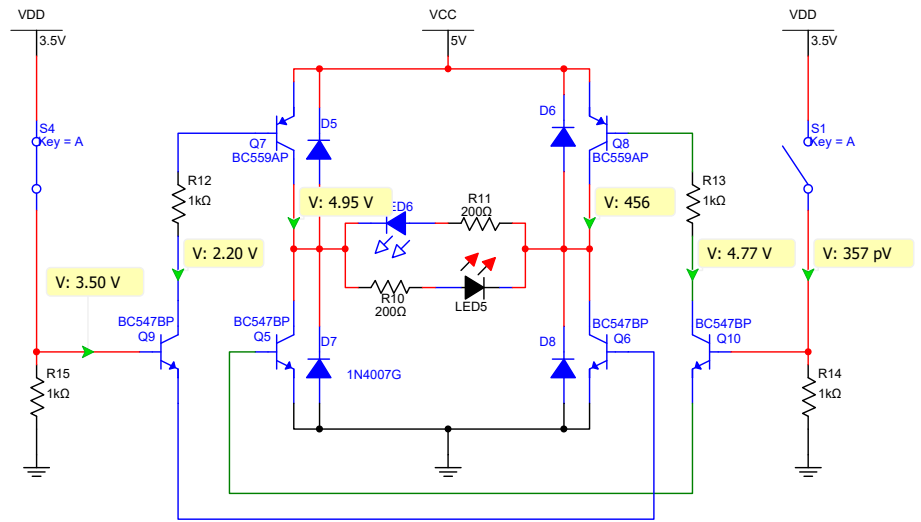 VDD
VCC
VDD
3.5V
5V
3.5V
S4
Key = A
Q7
BC559AP
D5
D6
Q8
BC559AP
S1
Key = A
R12
1kΩ
V: 4.95 V
LED6
R11
200Ω
V: 456
R13
1kΩ
V: 2.20 V
V: 4.77 V
V: 357 pV
V: 3.50 V
R10
200Ω
LED5
BC547BP
Q9
BC547BP
Q5
D7
1N4007G
D8
BC547BP
Q6
BC547BP
Q10
R15
1kΩ
R14
1kΩ